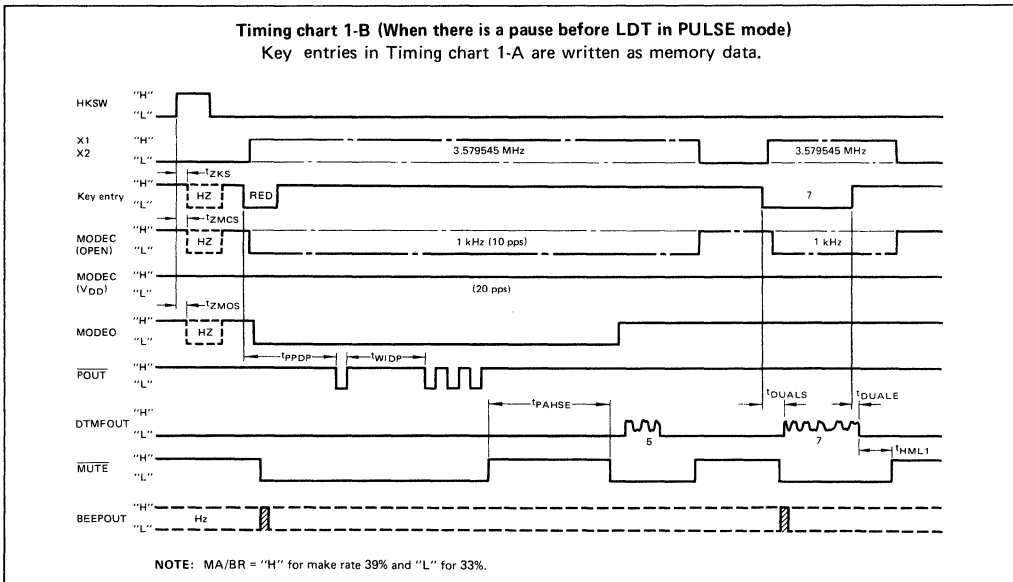 Timing chart 1-B (When there is a pause before LDT in PULSE mode)
Key entries in Timing chart 1-A are written as memory data.
HKSW "H" "L"
X1 X2 "H" "L" 3.579545 MHz 3.579545 MHz
tZKS
Key entry "H" "L" HZ RED 7
tZMCS
MODEC (OPEN) "H" "L" HZ 1 kHz (10 pps) 1 kHz
MODEC (VDD) "H" "L" (20 pps)
tZMOS
MODEO "H" "L" HZ
tPPDP tWIDP
POUT "H" "L"
tPAHSE tDUALS tDUALE
DTMFOUT "H" "L" 5 7
tHML1
MUTE "H" "L"
BEEPOUT "H" "L" Hz
NOTE: MA/BR = "H" for make rate 39% and "L" for 33%.